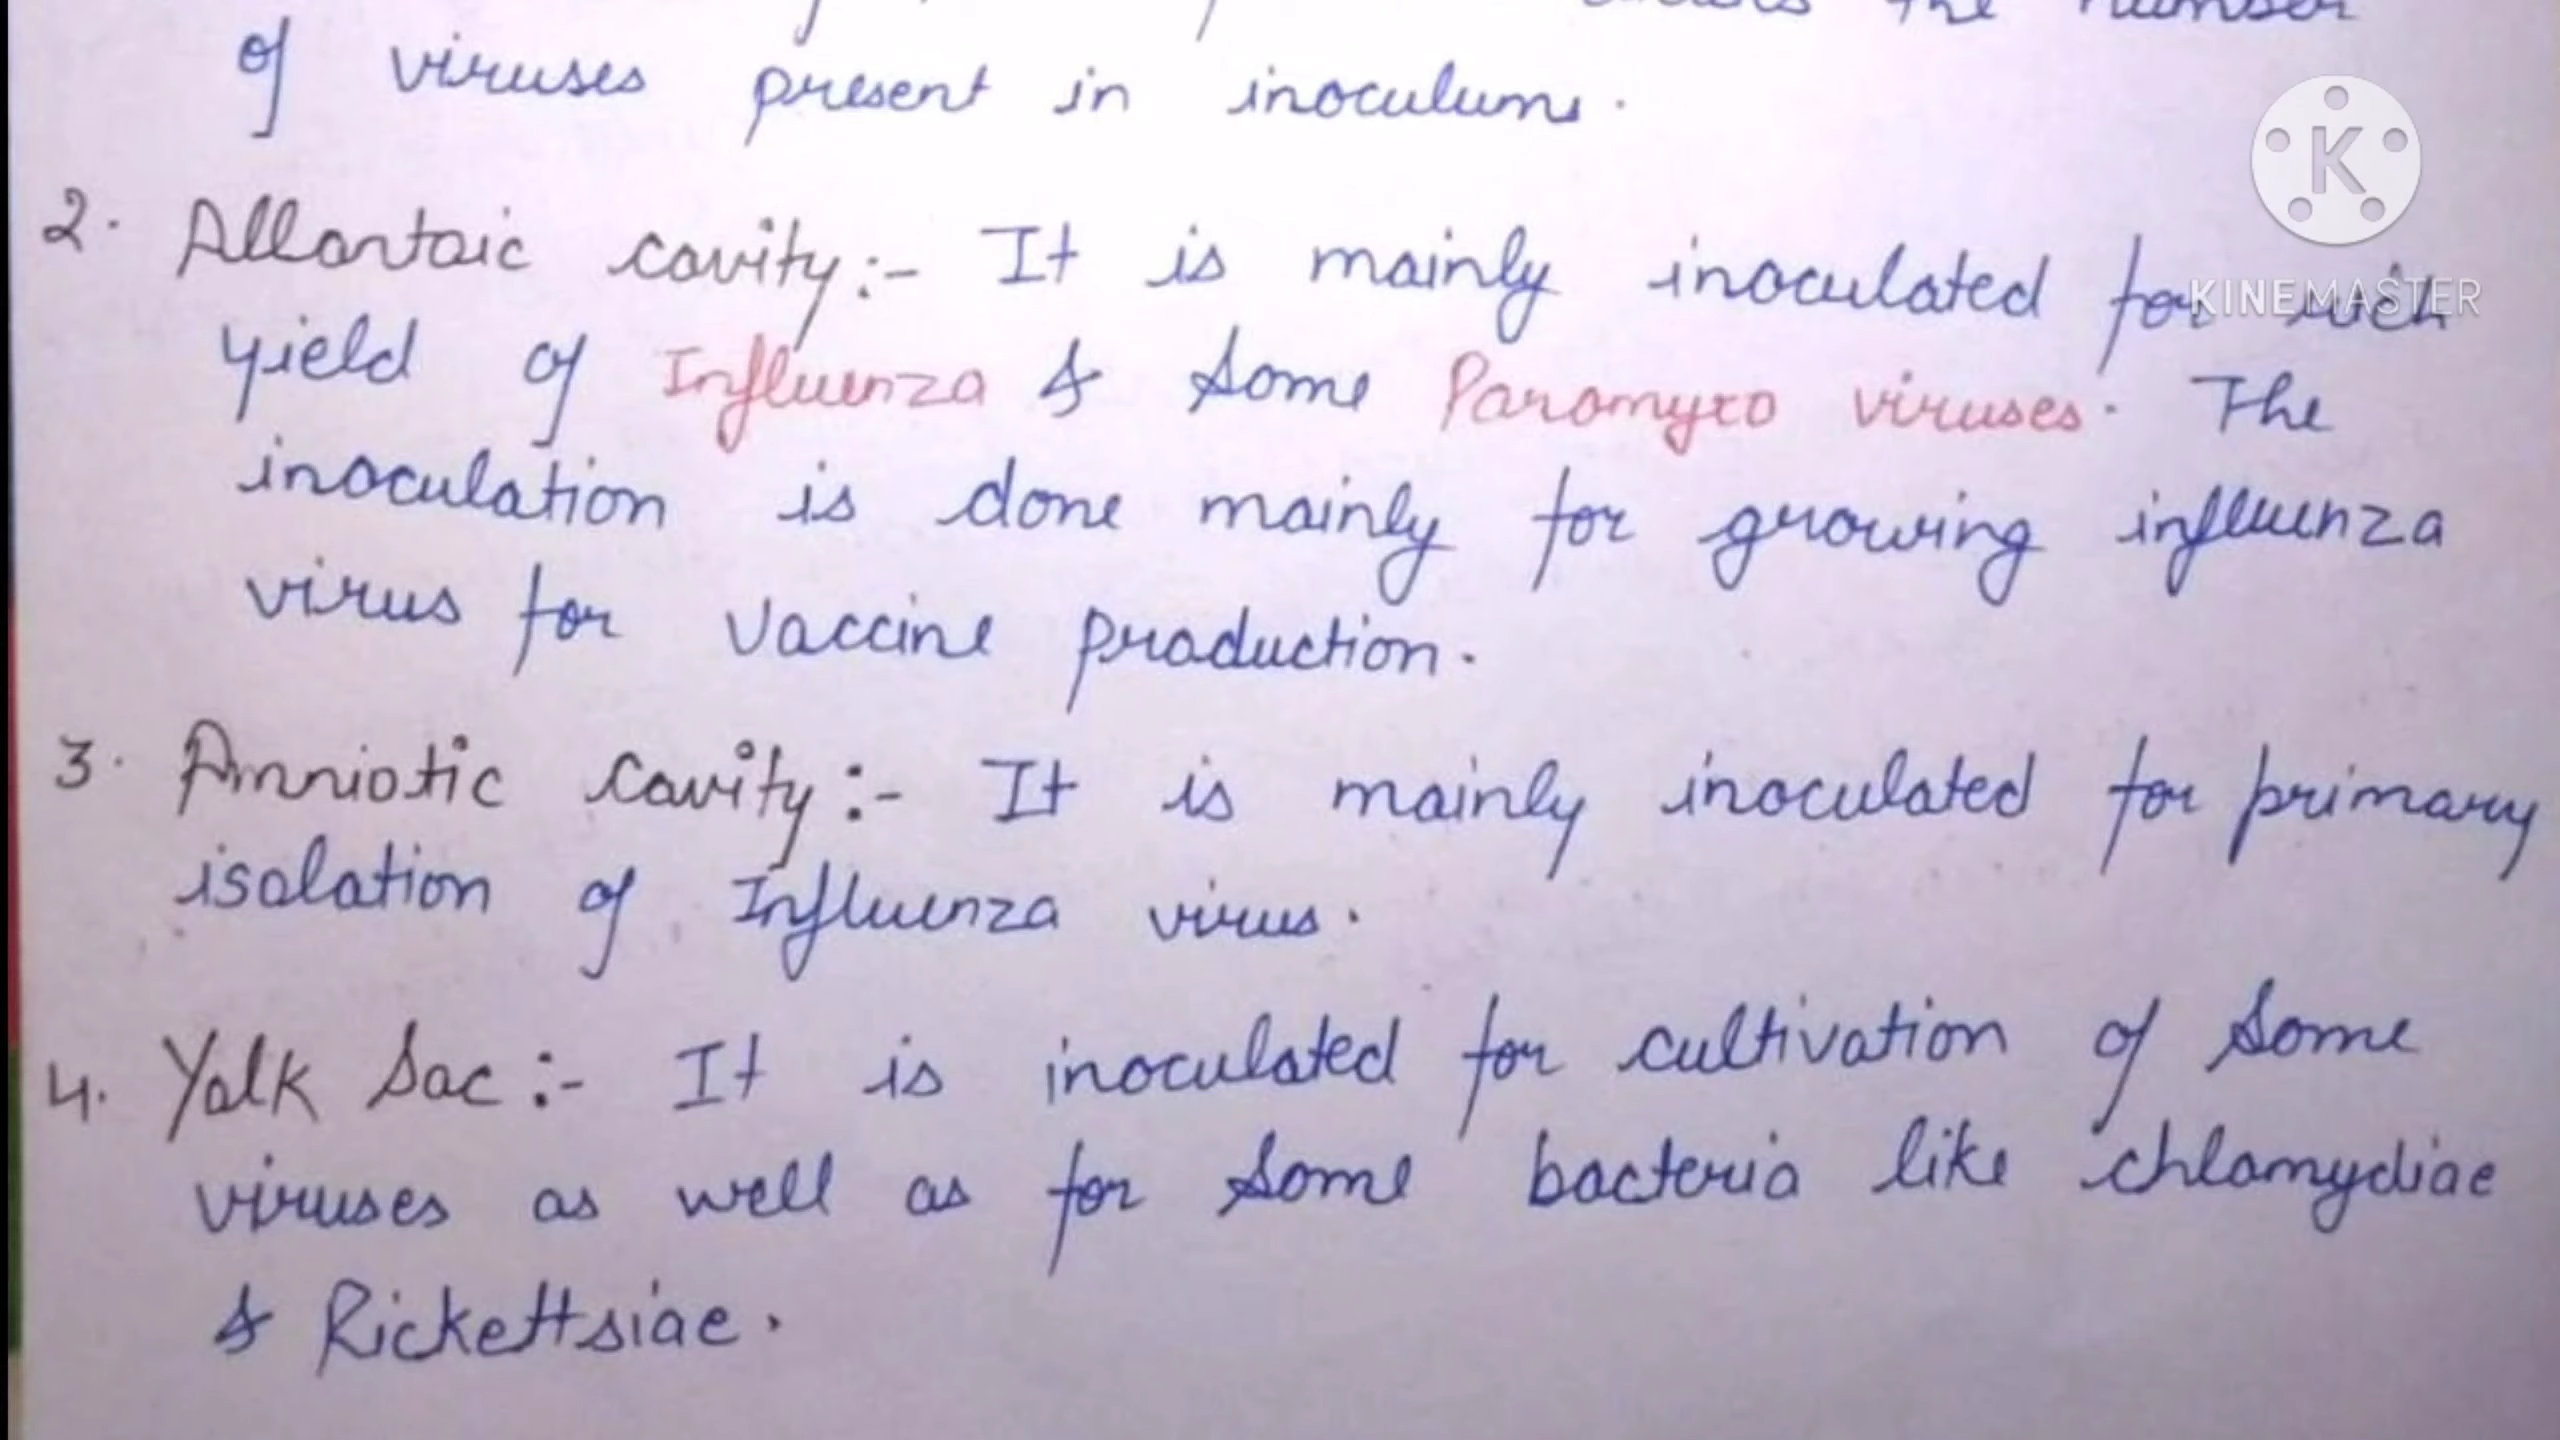 the number
of viruses present in inoculum.
2. Allantoic cavity:- It is mainly inoculated for rich
yield of Influenza & some Paramyxo viruses. The
inoculation is done mainly for growing influenza
virus for vaccine production.
3. Amniotic cavity:- It is mainly inoculated for primary
isolation of Influenza virus.
4. Yolk Sac:- It is inoculated for cultivation of some
viruses as well as for some bacteria like chlamydiae
& Rickettsiae.
K
KINEMASTER